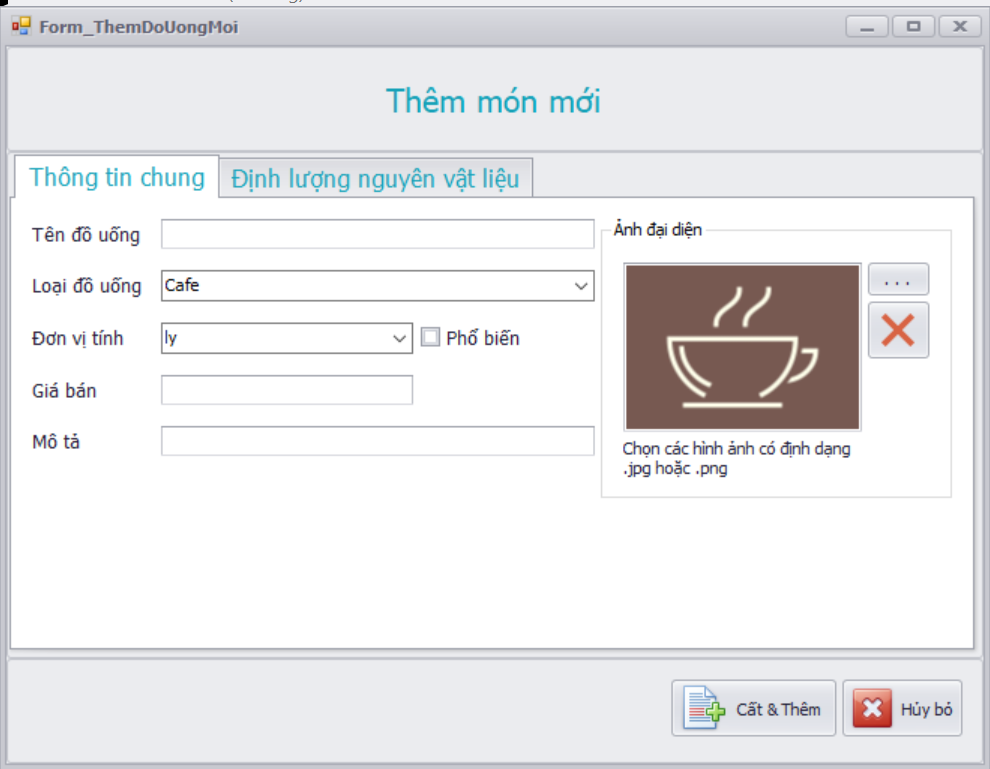 Form_ThemDoUongMoi
Thêm món mới
Thông tin chung
Định lượng nguyên vật liệu
Tên đồ uống
Loại đồ uống
Cafe
Đơn vị tính
ly
Phổ biến
Giá bán
Mô tả
Ảnh đại diện
...
Chọn các hình ảnh có định dạng
.jpg hoặc .png
Cất & Thêm
Hủy bỏ